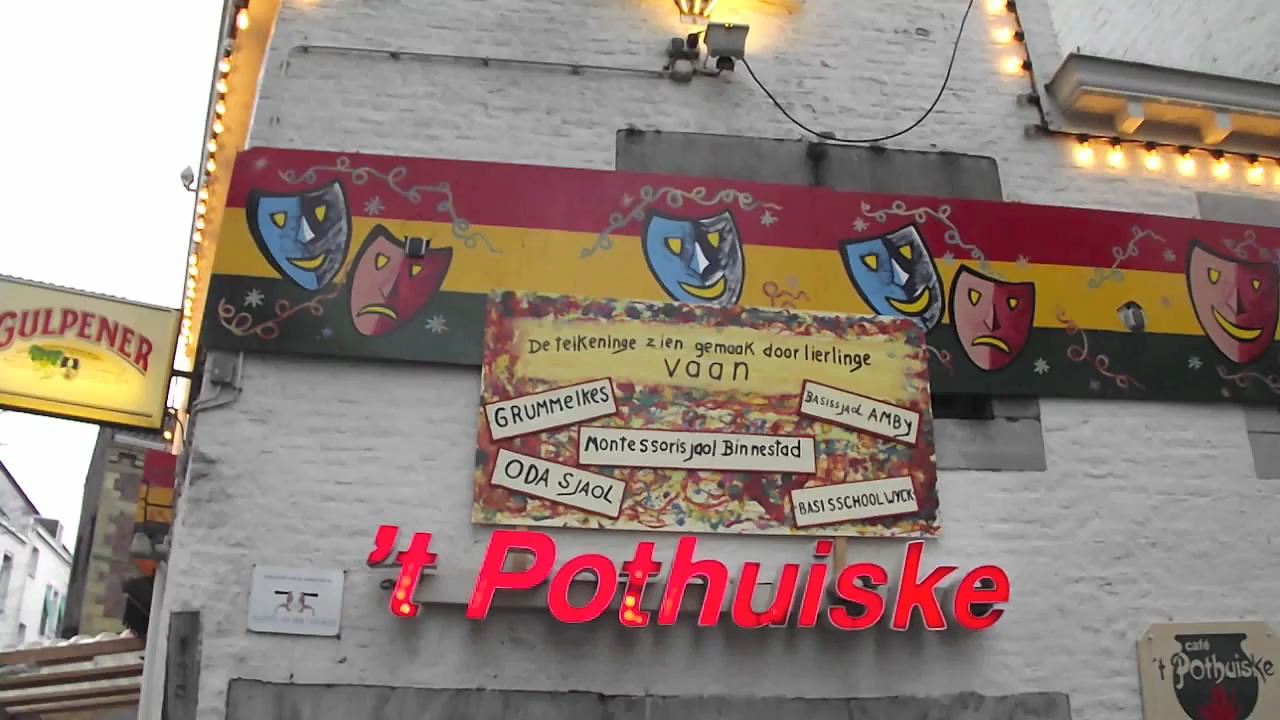 GULPENER
De teikeninge zien gemaak door lierlinge
vaan
GRUMMelkes
BASISSJAOL AMBY
Montessorisjaol Binnestad
ODA SJAOL
BASISSCHOOL WYCK
't Pothuiske
café
't Pothuiske